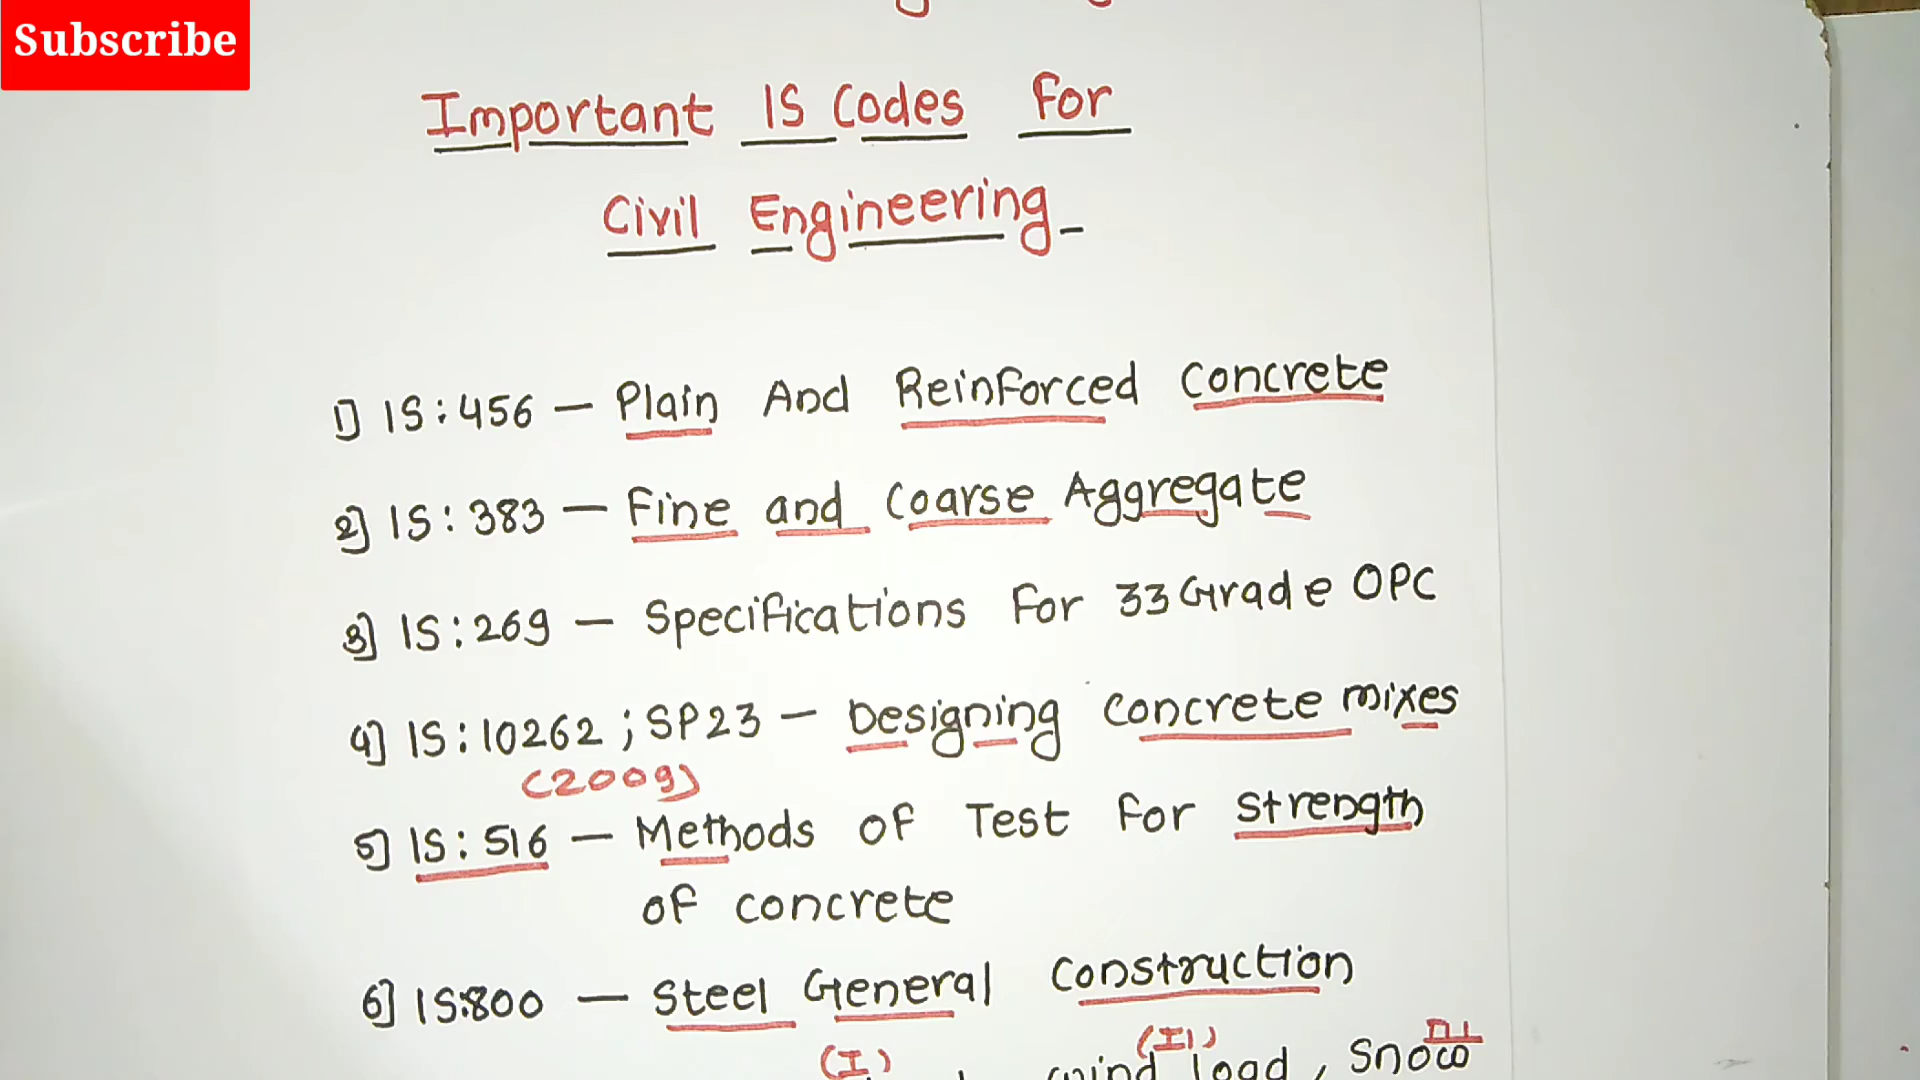 Subscribe
Important IS Codes For
Civil Engineering
1] IS:456 – Plain And Reinforced Concrete
2] IS:383 – Fine and Coarse Aggregate
3] IS:269 – Specifications For 33 Grade OPC
4] IS:10262 ; SP23 – Designing Concrete mixes
(2009)
5] IS:516 – Methods of Test For Strength
of concrete
6] IS:800 – Steel General Construction
(I) (II)
wind load, Snow